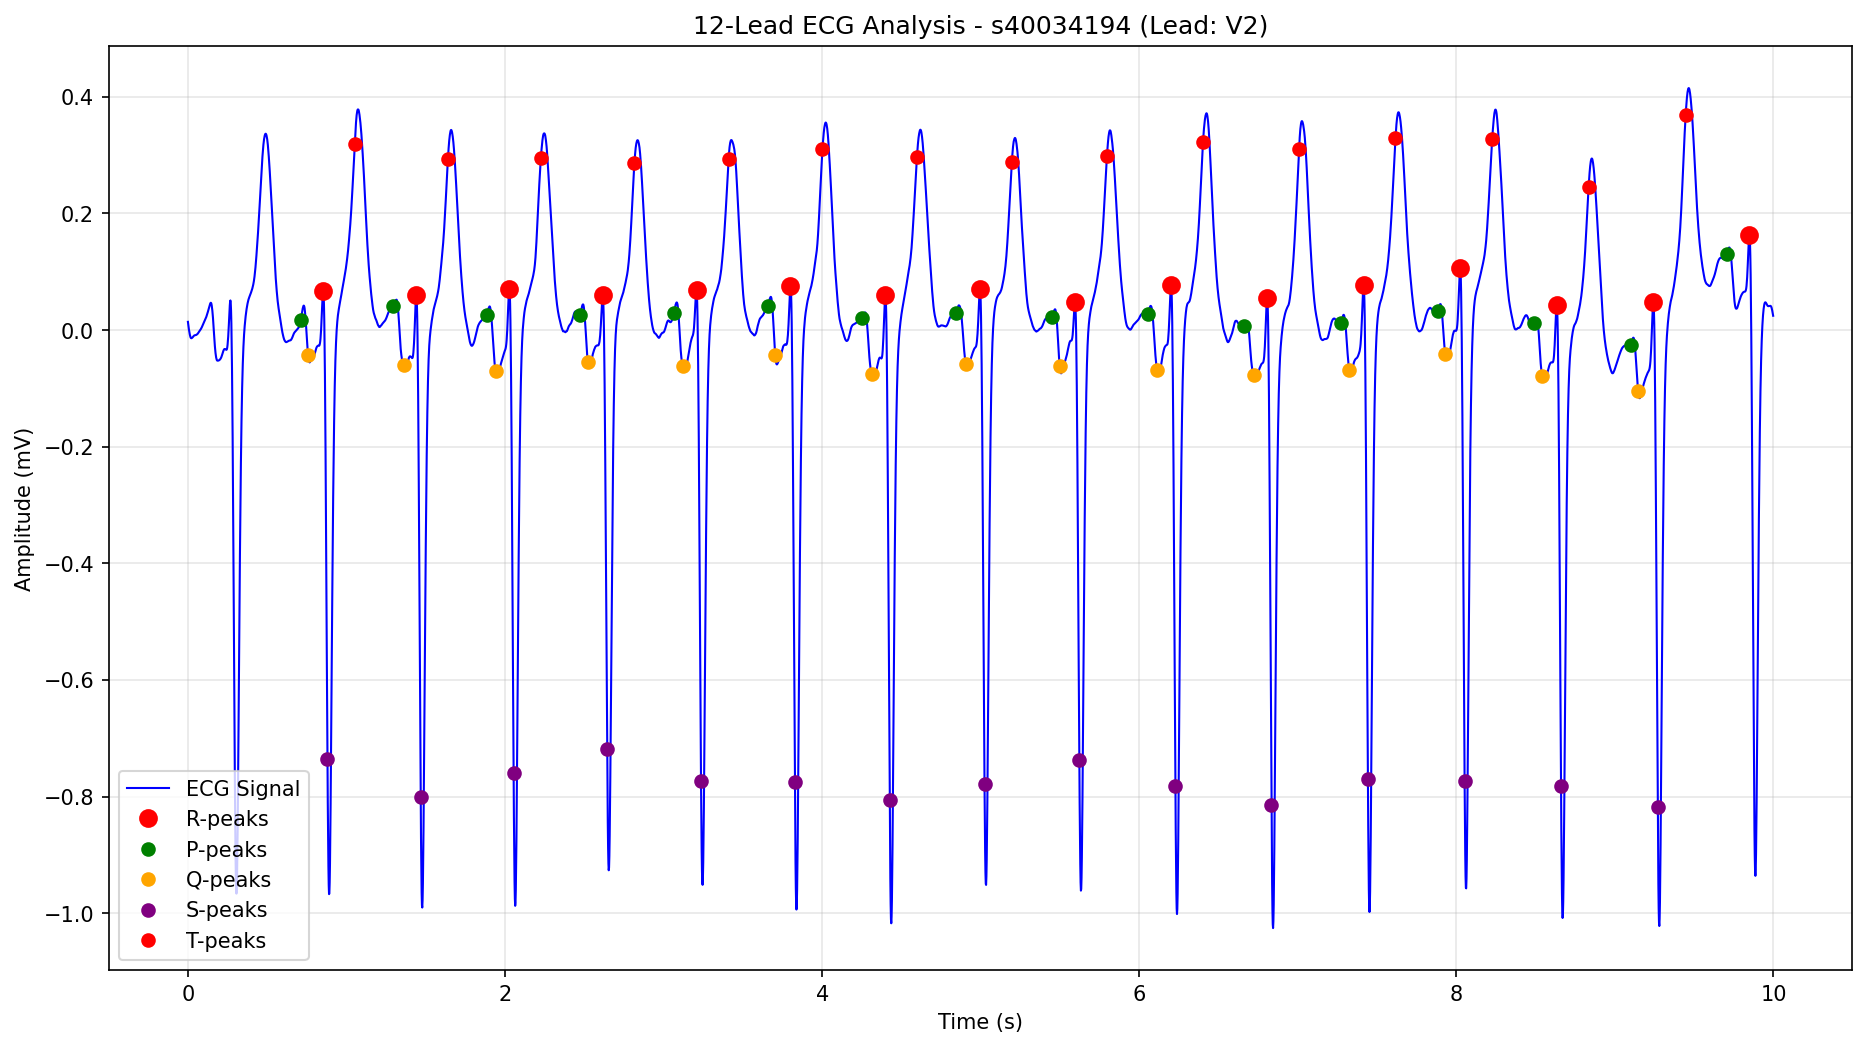 12-Lead ECG Analysis - s40034194 (Lead: V2)
Amplitude (mV)
0.4
0.2
0.0
−0.2
−0.4
−0.6
−0.8
−1.0
ECG Signal
R-peaks
P-peaks
Q-peaks
S-peaks
T-peaks
0 2 4 6 8 10
Time (s)